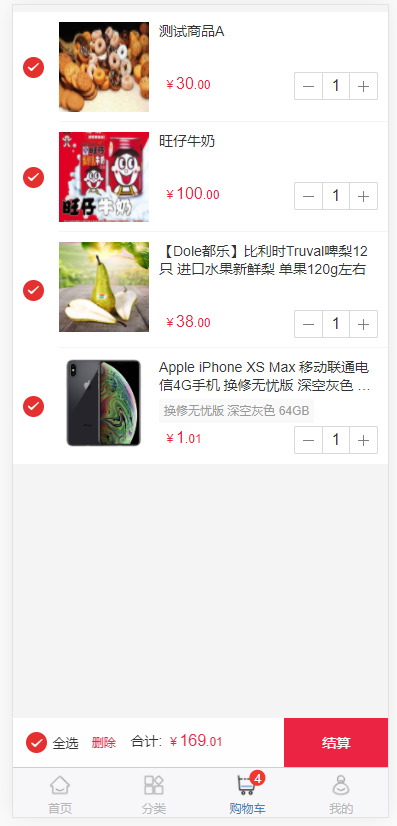 测试商品A
¥30.00
1
旺仔牛奶
旺仔牛奶
¥100.00
1
【Dole都乐】比利时Truval啤梨12
只 进口水果新鲜梨 单果120g左右
¥38.00
1
Apple iPhone XS Max 移动联通电
信4G手机 换修无忧版 深空灰色 ...
换修无忧版 深空灰色 64GB
¥1.01
1
全选 删除 合计: ¥169.01 结算
4
首页 分类 购物车 我的